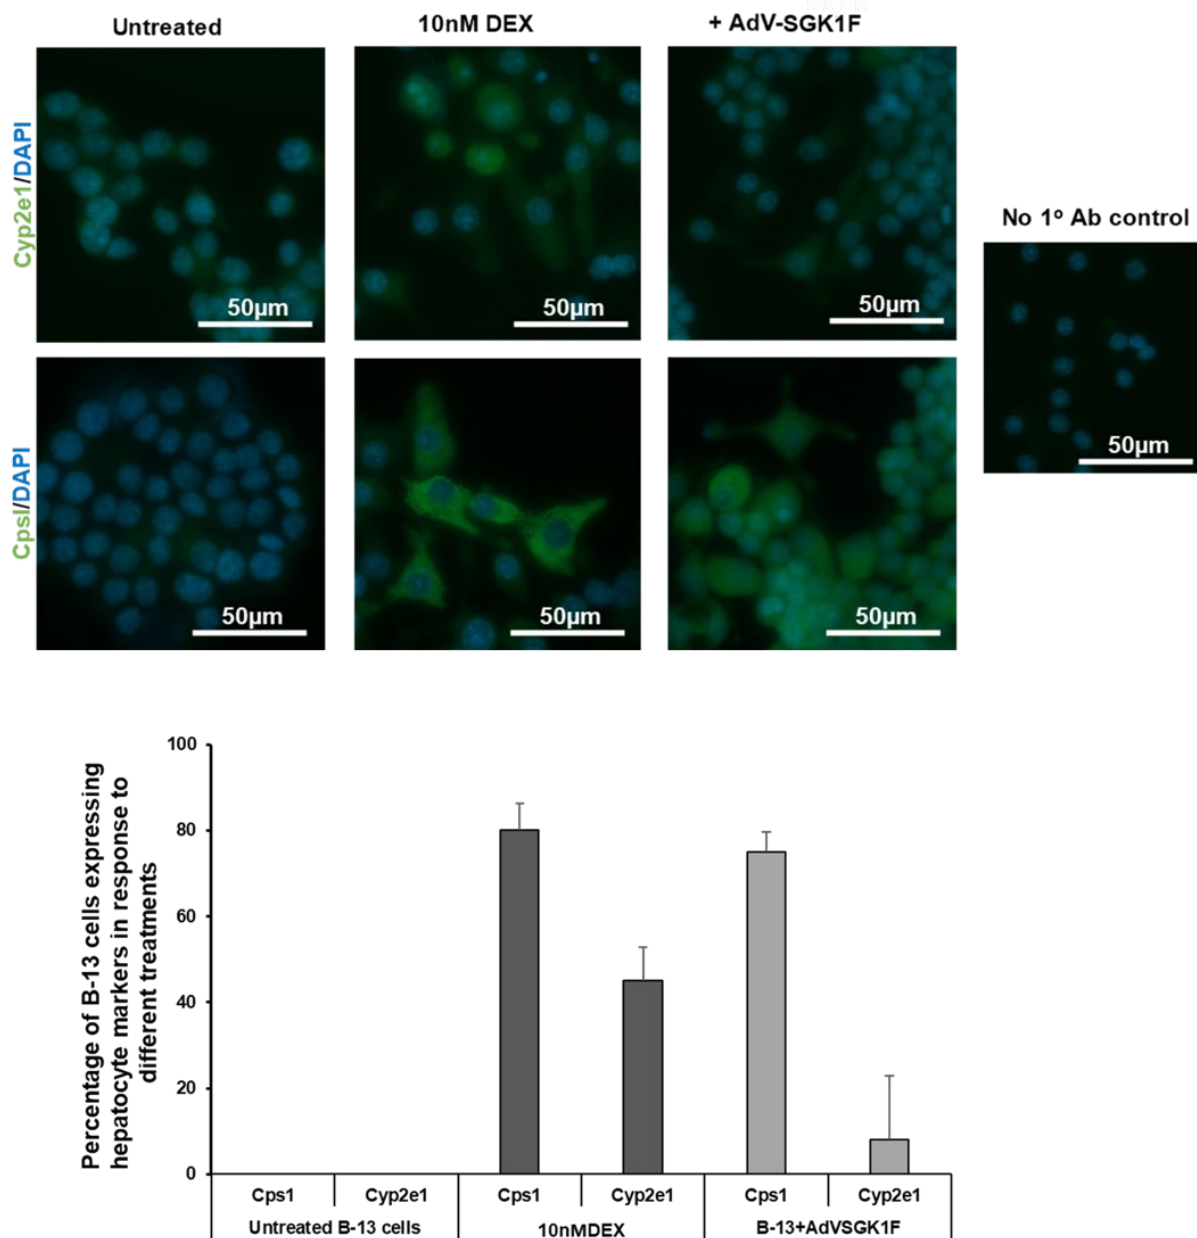 Untreated
10nM DEX
+ AdV-SGK1F
Cyp2e1/DAPI
50µm
50µm
50µm
No 1º Ab control
50µm
CpsI/DAPI
50µm
50µm
50µm
Percentage of B-13 cells expressing
hepatocyte markers in response to
different treatments
100
80
60
40
20
0
Cps1
Cyp2e1
Cps1
Cyp2e1
Cps1
Cyp2e1
Untreated B-13 cells
10nMDEX
B-13+AdVSGK1F